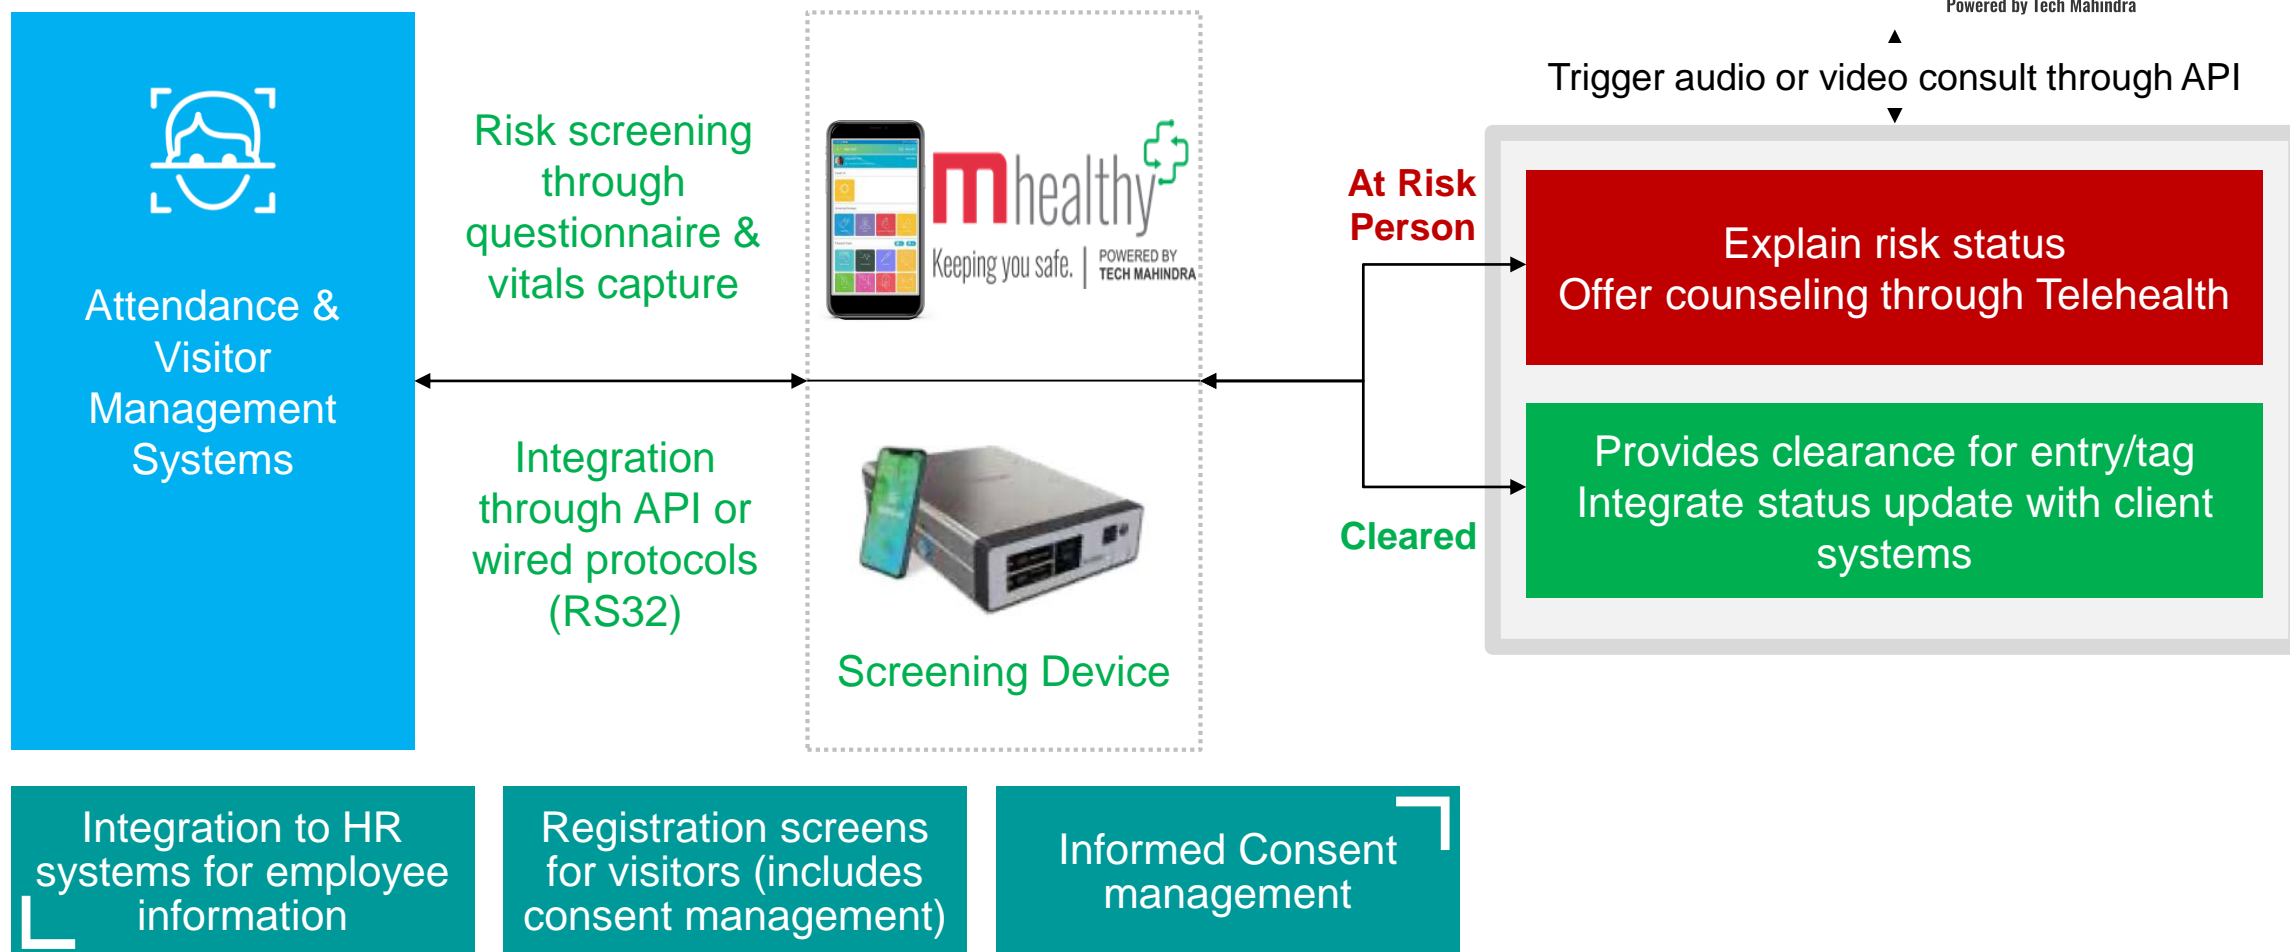 Powered by Tech Mahindra
Trigger audio or video consult through API
Attendance &
Visitor
Management
Systems
Risk screening
through
questionnaire &
vitals capture
Integration
through API or
wired protocols
(RS32)
mhealthy
Keeping you safe.
POWERED BY
TECH MAHINDRA
Screening Device
At Risk
Person
Cleared
Explain risk status
Offer counseling through Telehealth
Provides clearance for entry/tag
Integrate status update with client
systems
Integration to HR
systems for employee
information
Registration screens
for visitors (includes
consent management)
Informed Consent
management